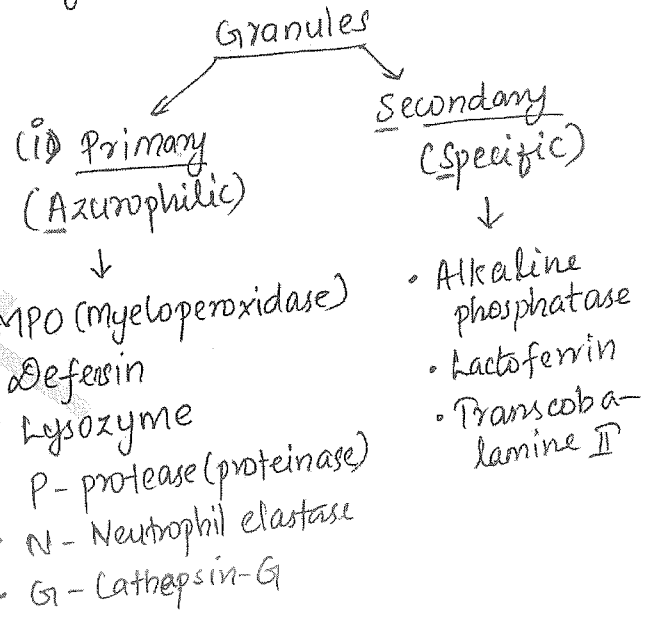 Granules
(i) Primary
(Azurophilic)
MPO (Myeloperoxidase)
Defensin
Lysozyme
P - protease (proteinase)
N - Neutrophil elastase
G - Cathepsin-G
Secondary
(Specific)
• Alkaline
phosphatase
• Lactoferrin
• Transcoba-
lamine II